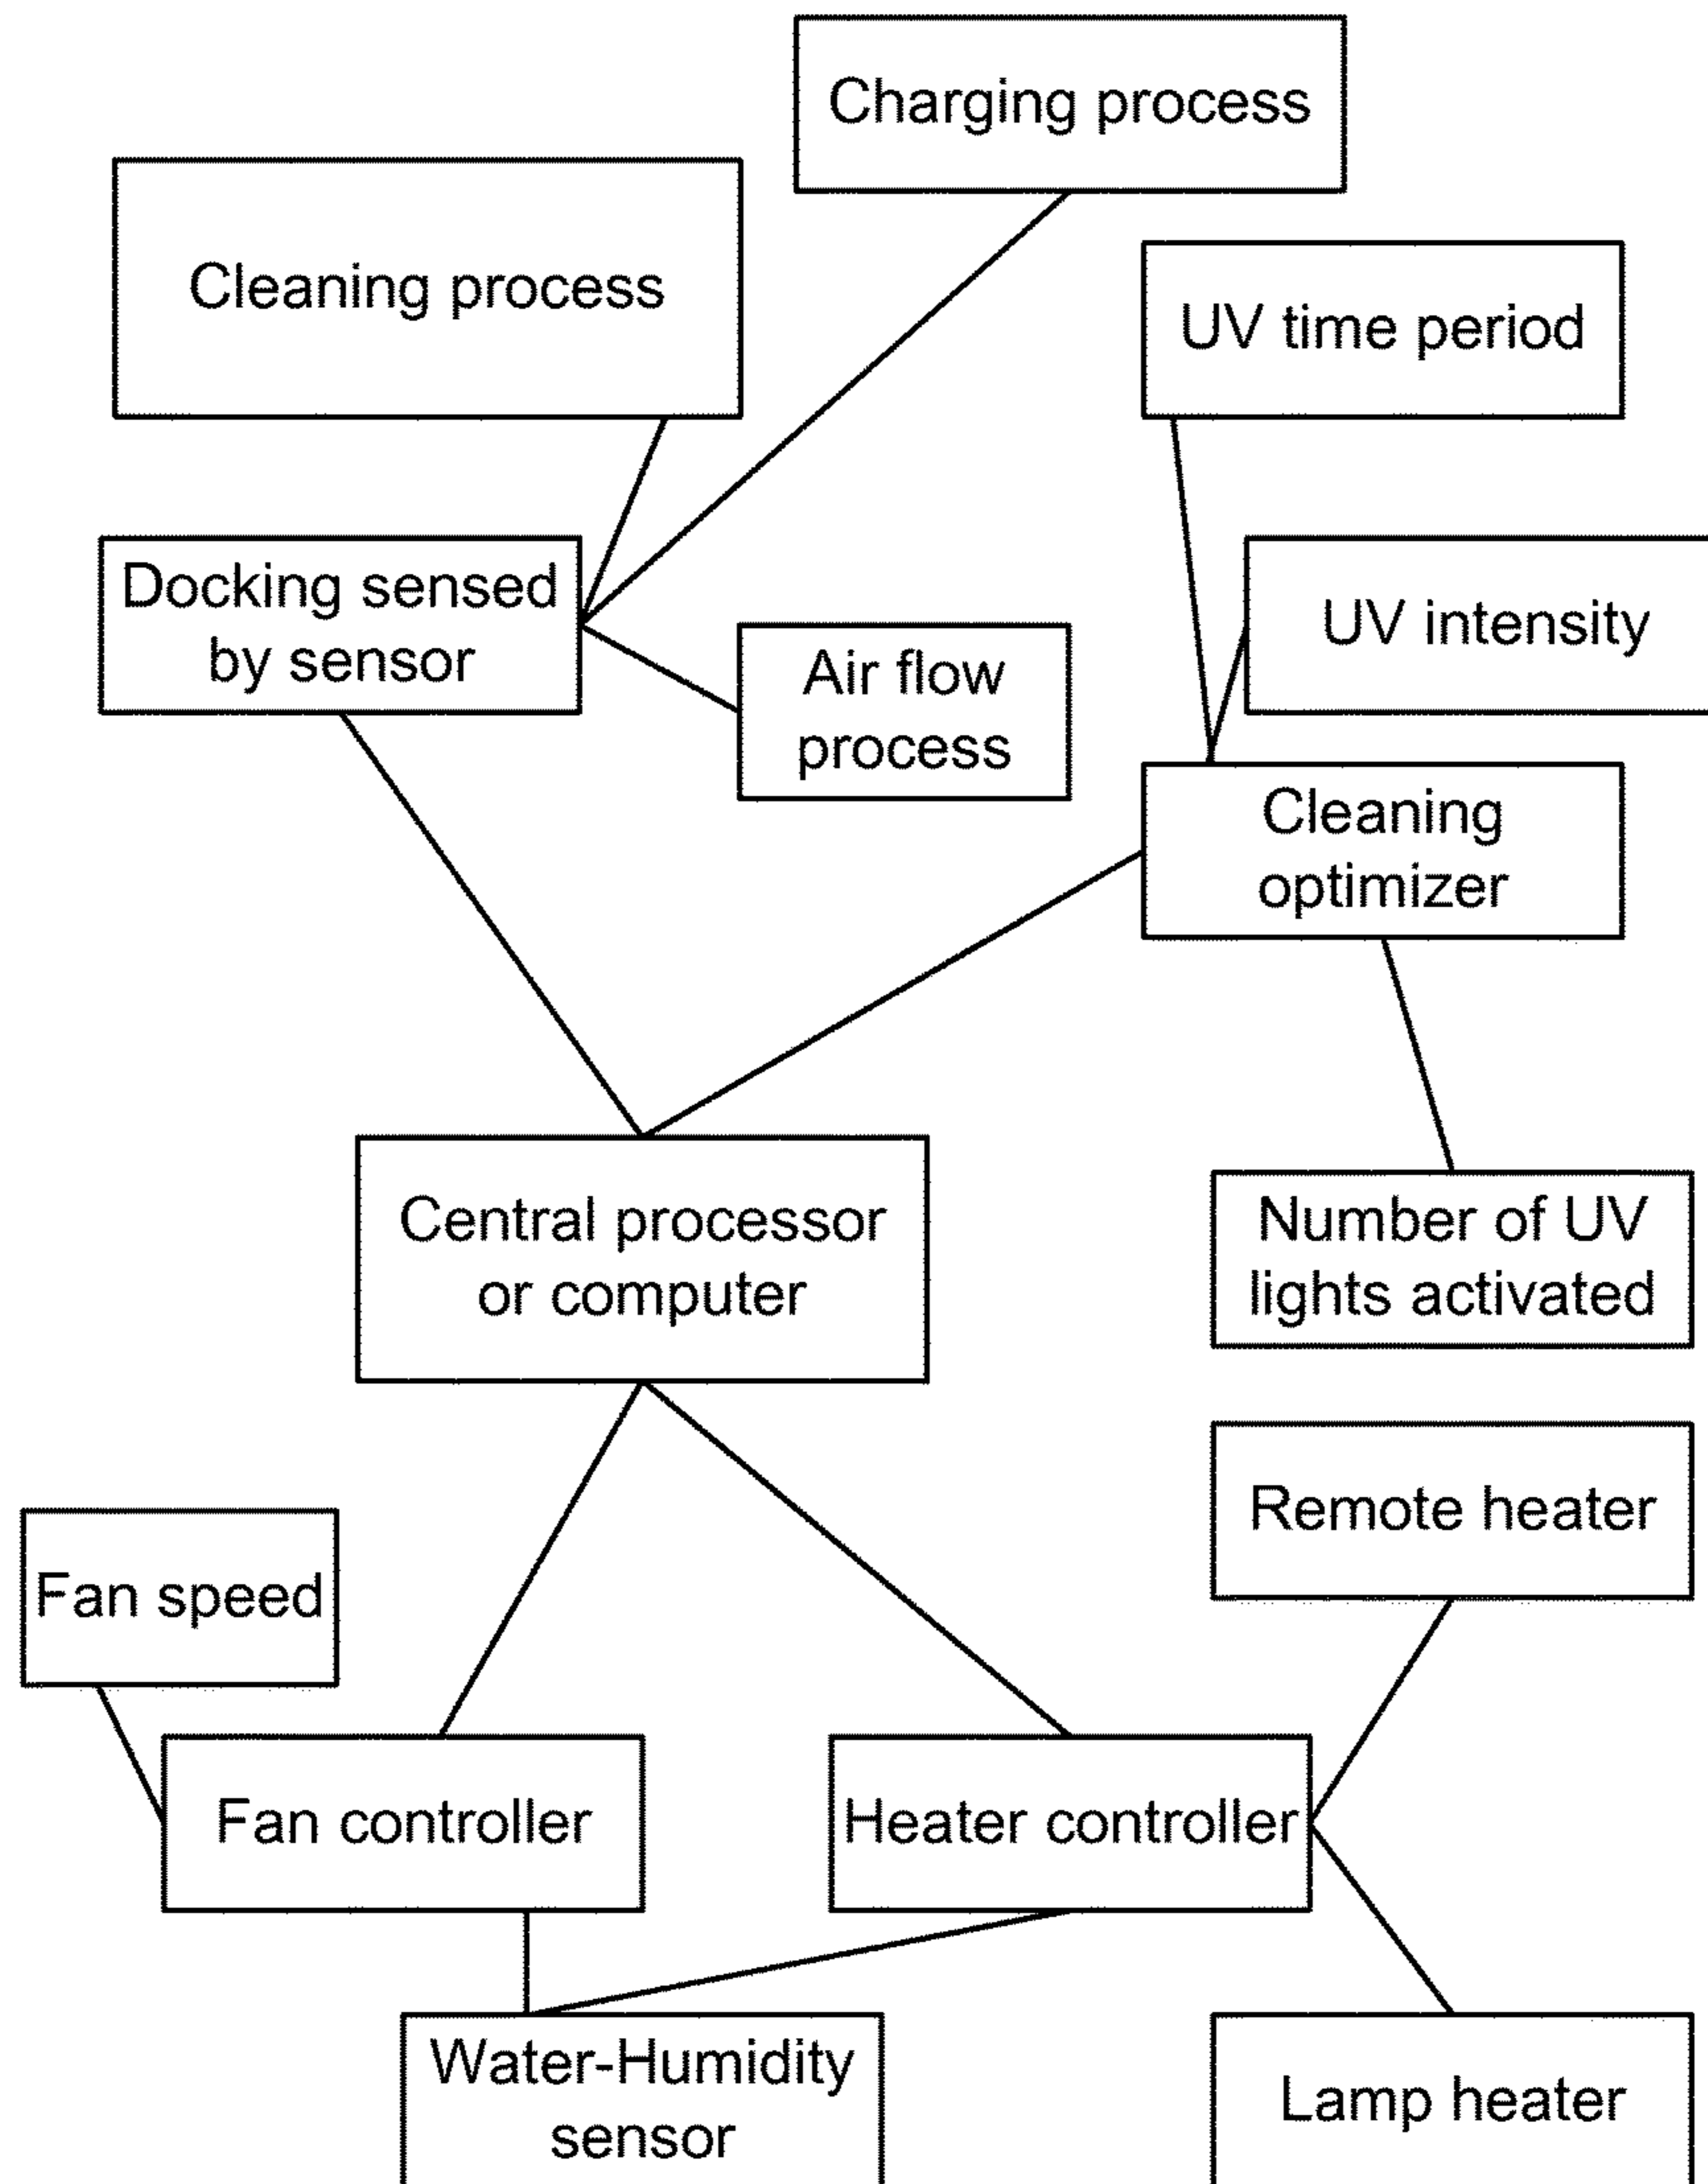 Charging process
Cleaning process
UV time period
Docking sensed
by sensor
UV intensity
Air flow
process
Cleaning
optimizer
Central processor
or computer
Number of UV
lights activated
Remote heater
Fan speed
Fan controller
Heater controller
Water-Humidity
sensor
Lamp heater